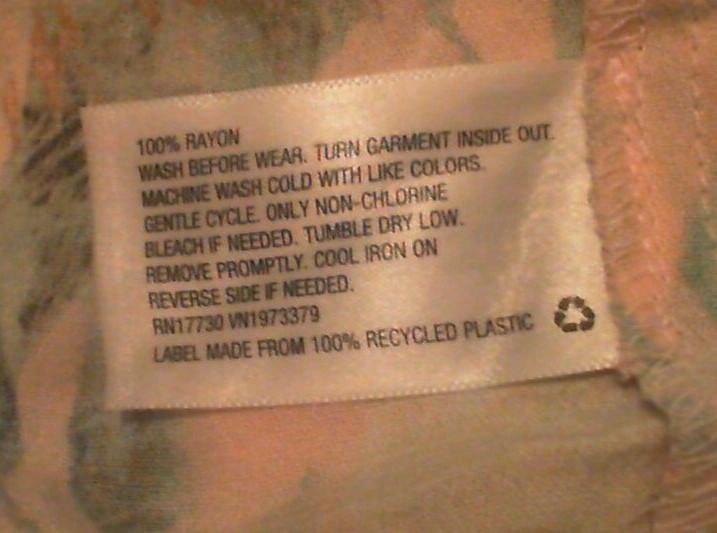 100% RAYON
WASH BEFORE WEAR. TURN GARMENT INSIDE OUT.
MACHINE WASH COLD WITH LIKE COLORS.
GENTLE CYCLE. ONLY NON-CHLORINE
BLEACH IF NEEDED. TUMBLE DRY LOW.
REMOVE PROMPTLY. COOL IRON ON
REVERSE SIDE IF NEEDED.
RN17730 VN1973379
LABEL MADE FROM 100% RECYCLED PLASTIC